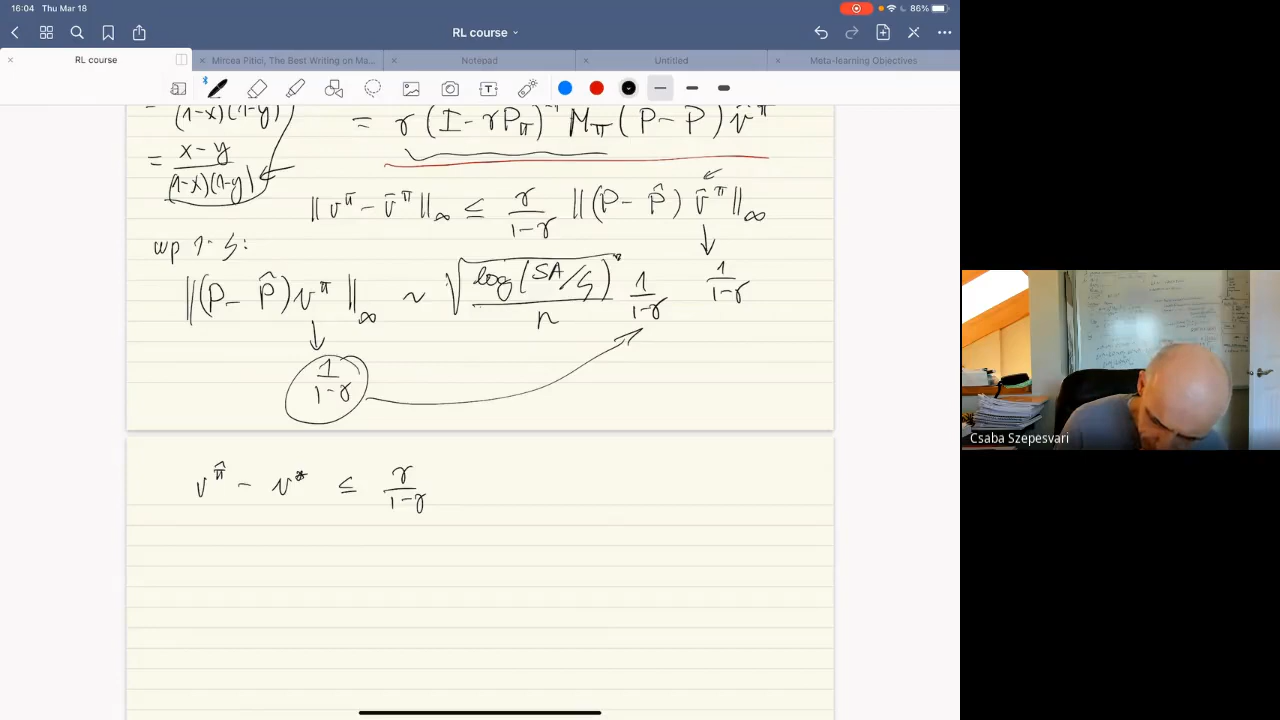 16:04 Thu Mar 18
86%
RL course
RL course
Mircea Pitici, The Best Writing on Ma...
Notepad
Untitled
Meta-learning Objectives
= (1-x)(1-y)
= γ (I - γP_π)^{-1} M_π (P - P̂) v̂^π
= x-y / (1-x)(1-y)
‖v^π - v̂^π‖_∞ ≤ γ/1-γ ‖(P - P̂) v̂^π‖_∞
wp 1-ζ:
‖(P - P̂) v^π‖_∞ ~ √(log(SA/ζ) / n) 1/1-γ
1/1-γ
1/1-γ
v^π̂ - v* ≤ γ/1-γ
Csaba Szepesvari